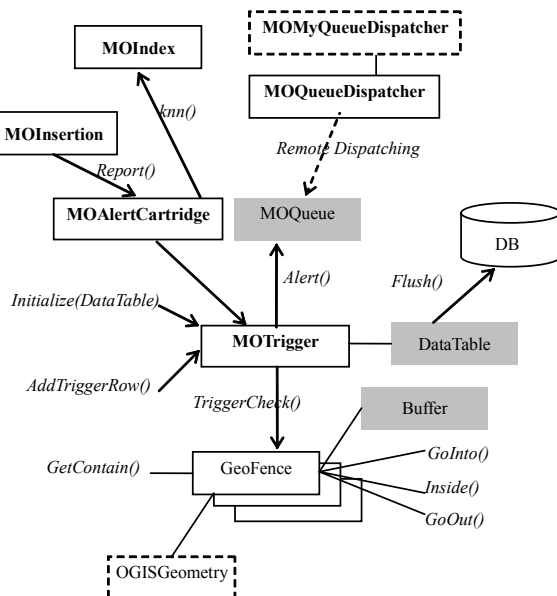 MOMyQueueDispatcher
MOIndex
MOQueueDispatcher
knn()
MOInsertion
Remote Dispatching
Report()
MOAlertCartridge
MOQueue
DB
Alert()
Flush()
Initialize(DataTable)
MOTrigger
DataTable
AddTriggerRow()
TriggerCheck()
Buffer
GoInto()
GetContain()
GeoFence
Inside()
GoOut()
OGISGeometry